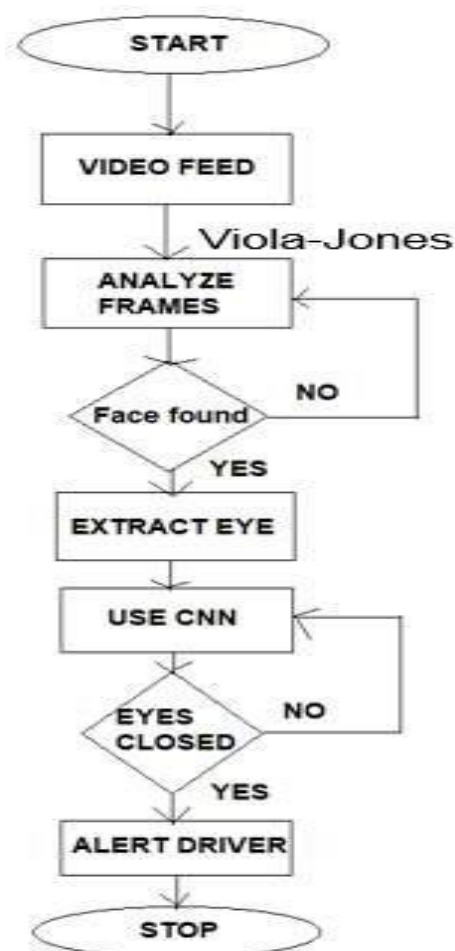 START
VIDEO FEED
Viola-Jones
ANALYZE
FRAMES
Face found
NO
YES
EXTRACT EYE
USE CNN
EYES
CLOSED
NO
YES
ALERT DRIVER
STOP